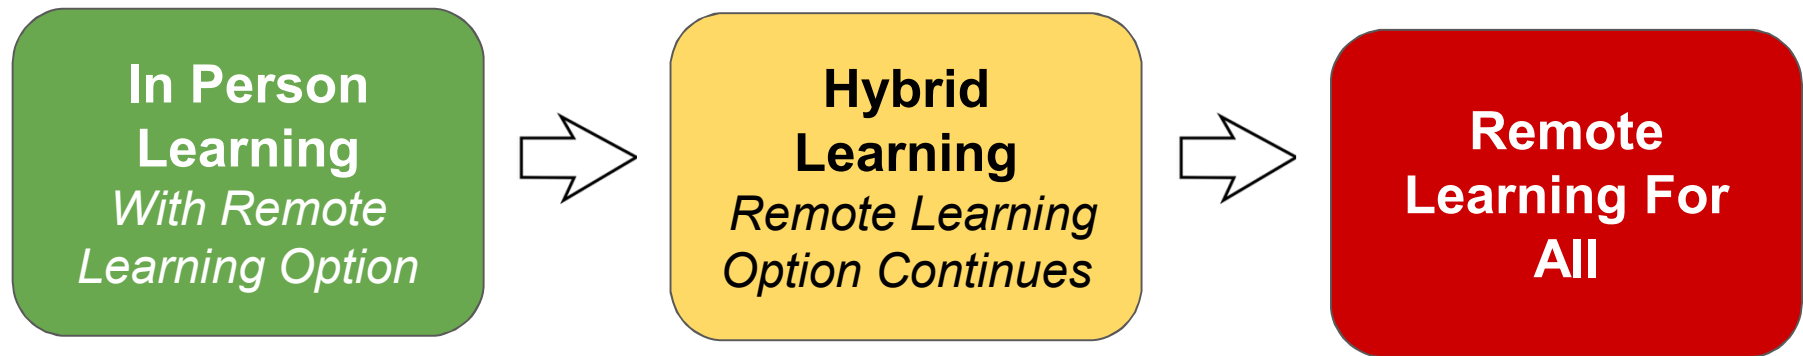 In Person
Learning
With Remote
Learning Option
Hybrid
Learning
Remote Learning
Option Continues
Remote
Learning For
All